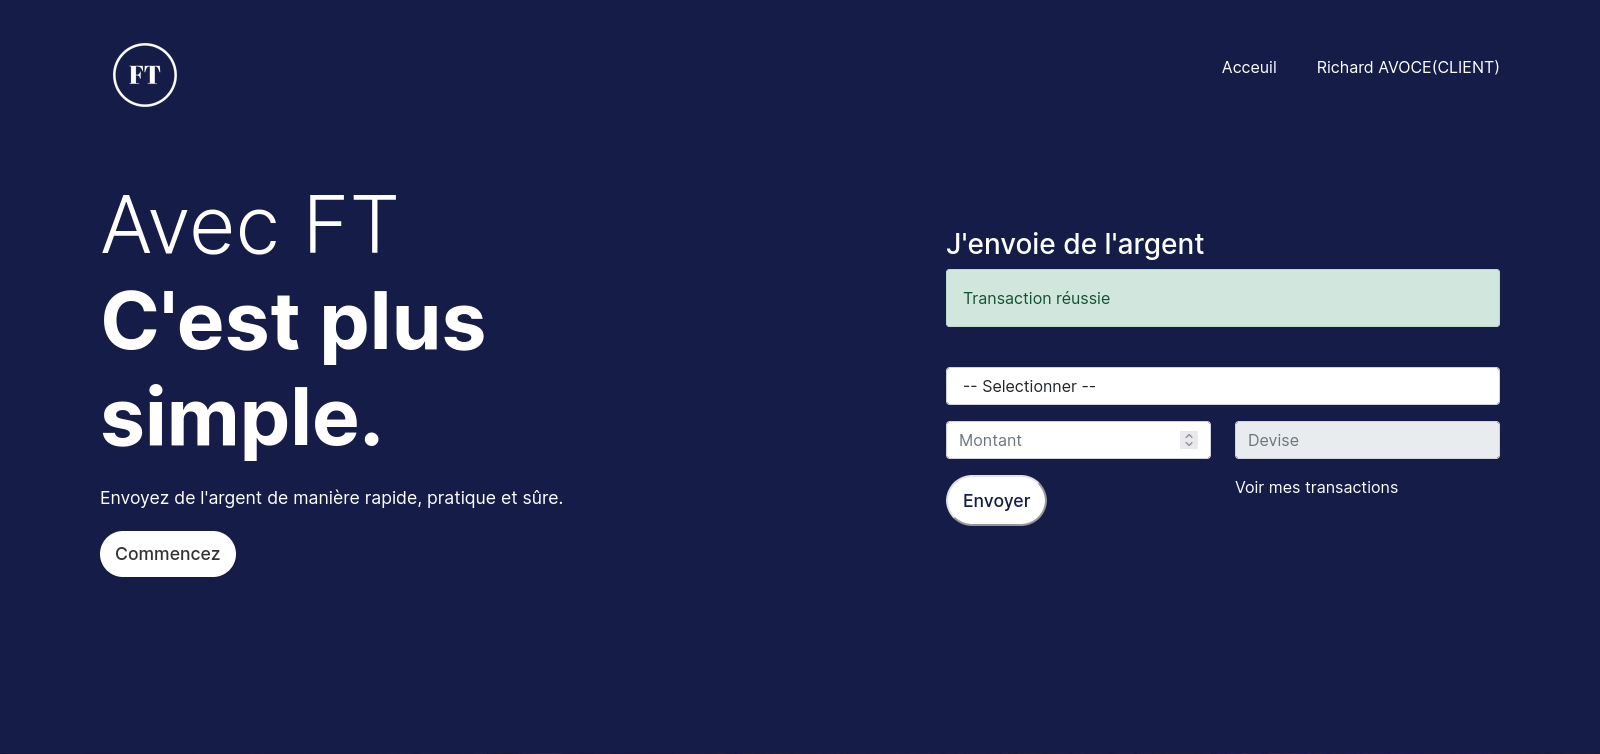 FT
Acceuil
Richard AVOCE(CLIENT)
Avec FT
C'est plus
simple.
Envoyez de l'argent de manière rapide, pratique et sûre.
Commencez
J'envoie de l'argent
Transaction réussie
-- Selectionner --
Montant
Devise
Envoyer
Voir mes transactions